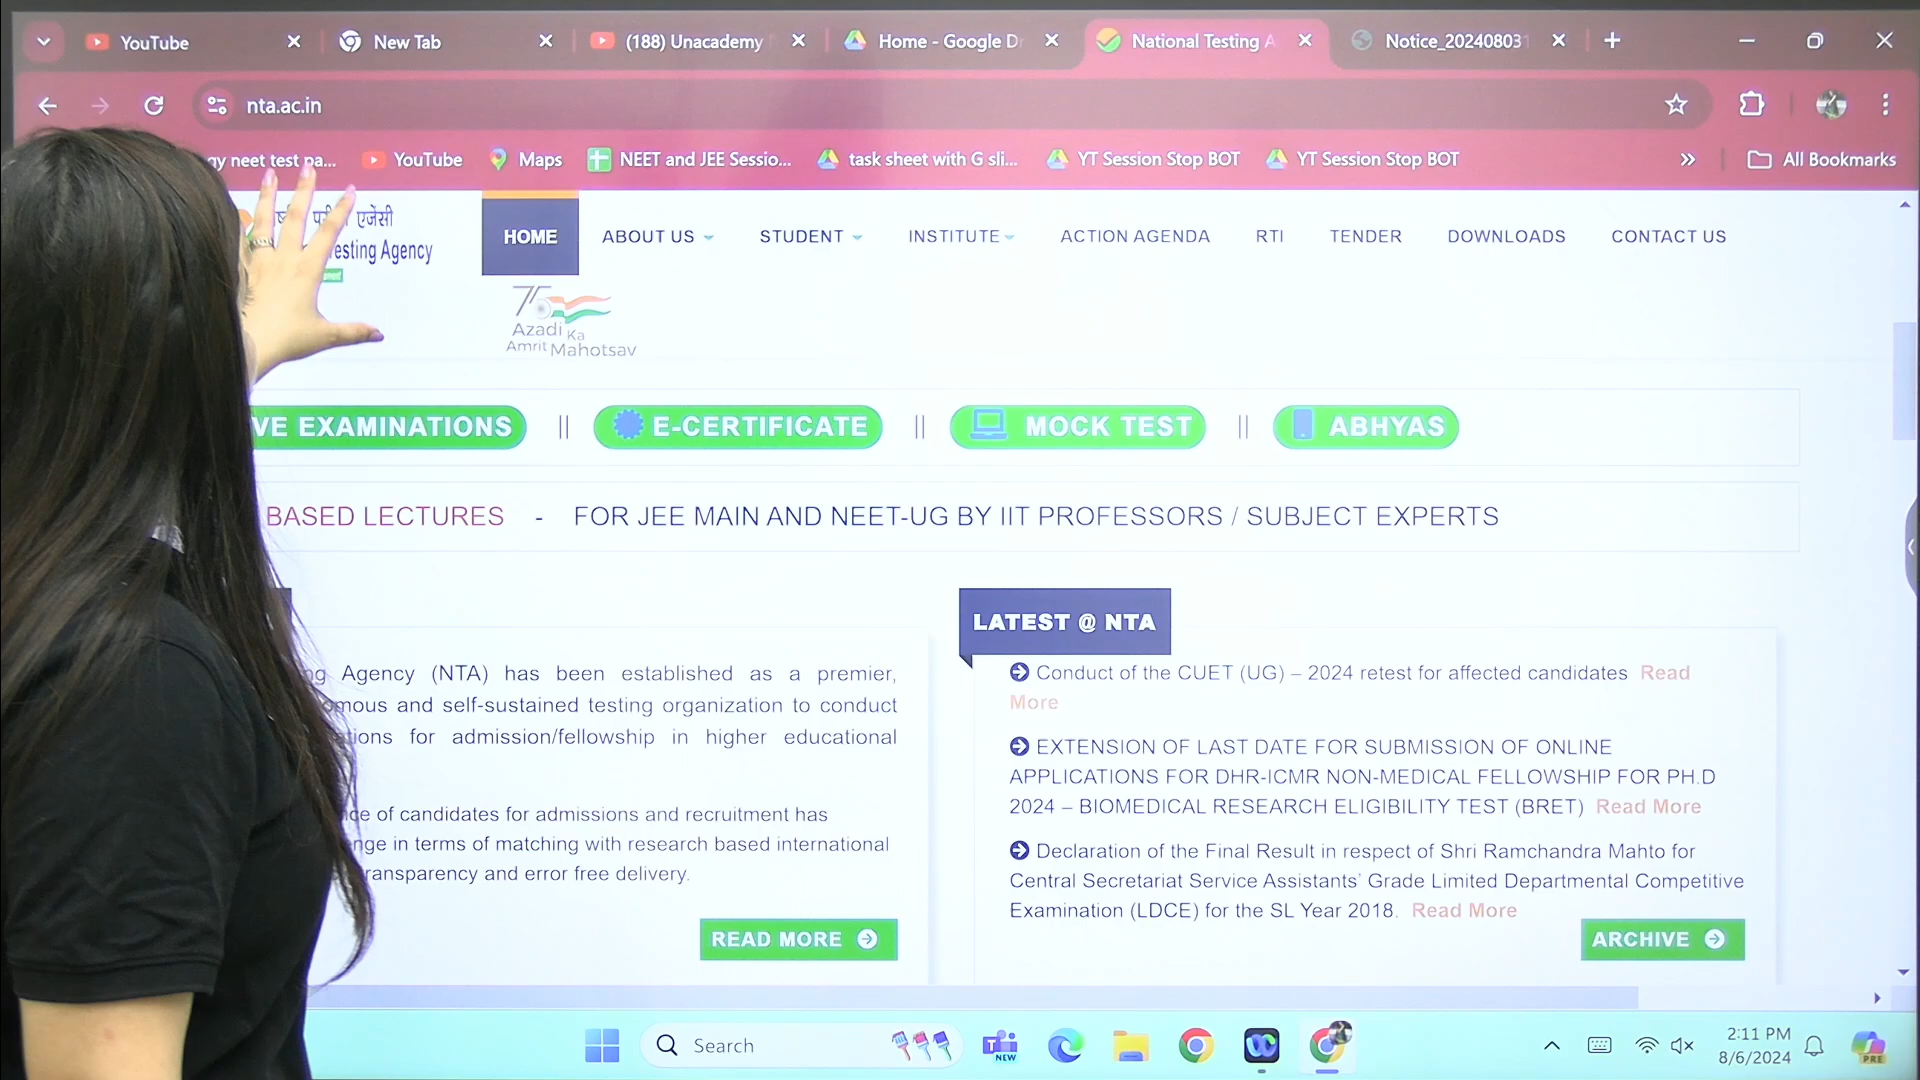 YouTube
New Tab
(188) Unacademy
Home - Google Dr
National Testing A
Notice_20240803
nta.ac.in
gy neet test pa...
YouTube
Maps
NEET and JEE Sessio...
task sheet with G sli...
YT Session Stop BOT
YT Session Stop BOT
All Bookmarks
एजेंसी
esting Agency
HOME
ABOUT US
STUDENT
INSTITUTE
ACTION AGENDA
RTI
TENDER
DOWNLOADS
CONTACT US
75
Azadi Ka
Amrit Mahotsav
VE EXAMINATIONS || E-CERTIFICATE || MOCK TEST || ABHYAS
BASED LECTURES - FOR JEE MAIN AND NEET-UG BY IIT PROFESSORS / SUBJECT EXPERTS
ng Agency (NTA) has been established as a premier,
omous and self-sustained testing organization to conduct
tions for admission/fellowship in higher educational
ce of candidates for admissions and recruitment has
enge in terms of matching with research based international
ransparency and error free delivery.
READ MORE
LATEST @ NTA
Conduct of the CUET (UG) – 2024 retest for affected candidates Read
More
EXTENSION OF LAST DATE FOR SUBMISSION OF ONLINE
APPLICATIONS FOR DHR-ICMR NON-MEDICAL FELLOWSHIP FOR PH.D
2024 – BIOMEDICAL RESEARCH ELIGIBILITY TEST (BRET) Read More
Declaration of the Final Result in respect of Shri Ramchandra Mahto for
Central Secretariat Service Assistants' Grade Limited Departmental Competitive
Examination (LDCE) for the SL Year 2018. Read More
ARCHIVE
Search
NEW
2:11 PM
8/6/2024
PRE